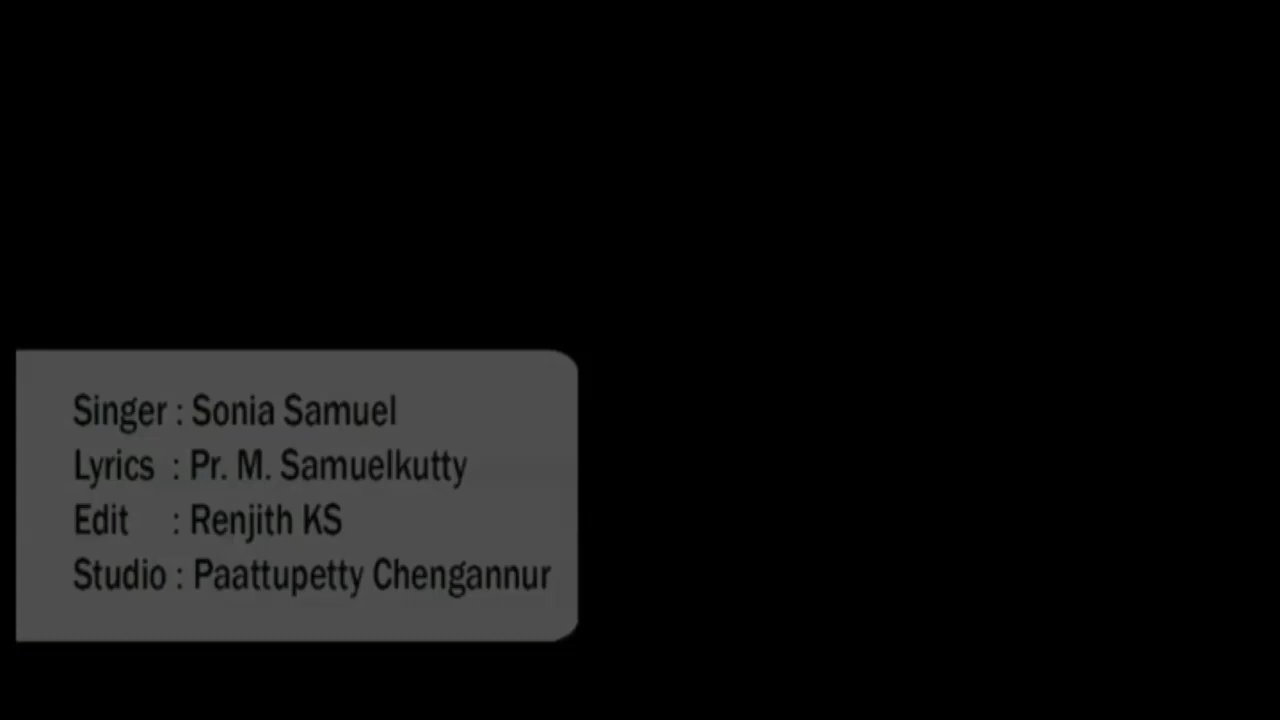 Singer : Sonia Samuel
Lyrics : Pr. M. Samuelkutty
Edit : Renjith KS
Studio : Paattupetty Chengannur